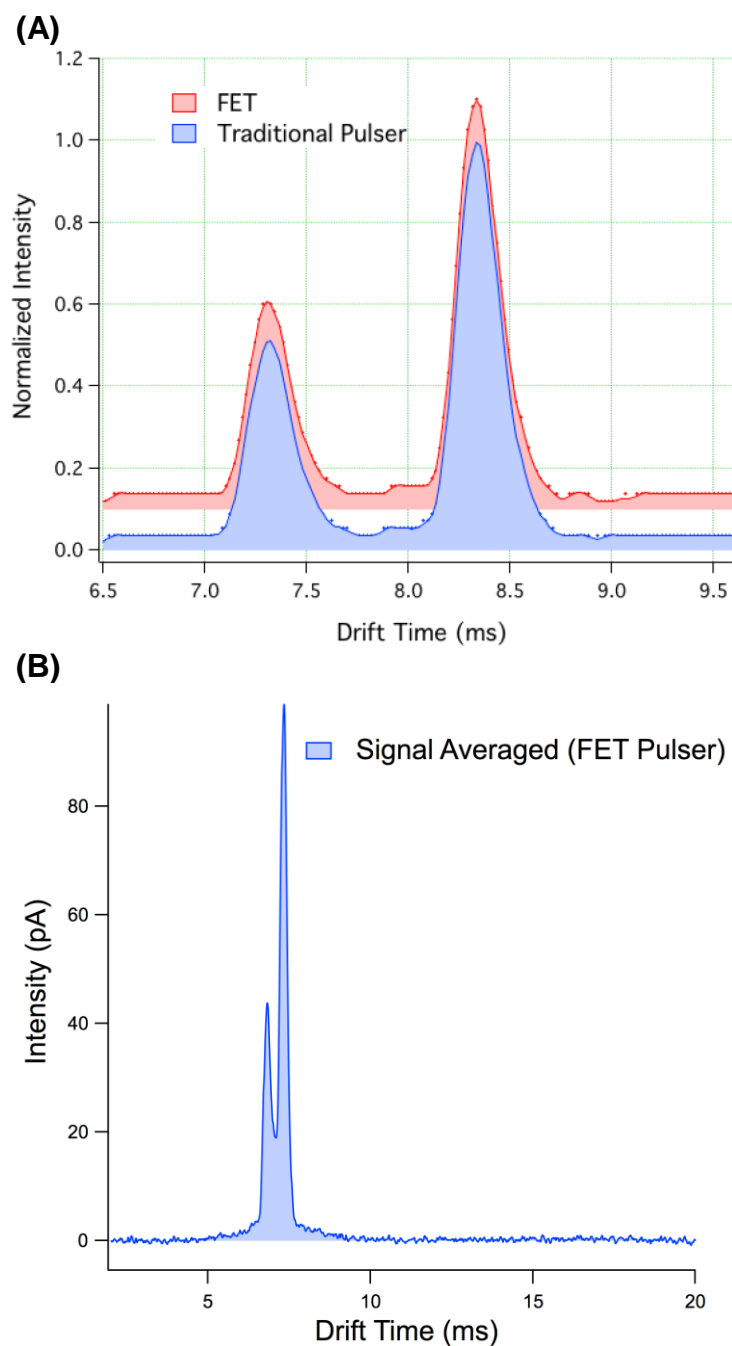 (A)
1.2
1.0
0.8
0.6
0.4
0.2
0.0
Normalized Intensity
FET
Traditional Pulser
6.5 7.0 7.5 8.0 8.5 9.0 9.5
Drift Time (ms)
(B)
80
60
40
20
0
Intensity (pA)
Signal Averaged (FET Pulser)
5 10 15 20
Drift Time (ms)